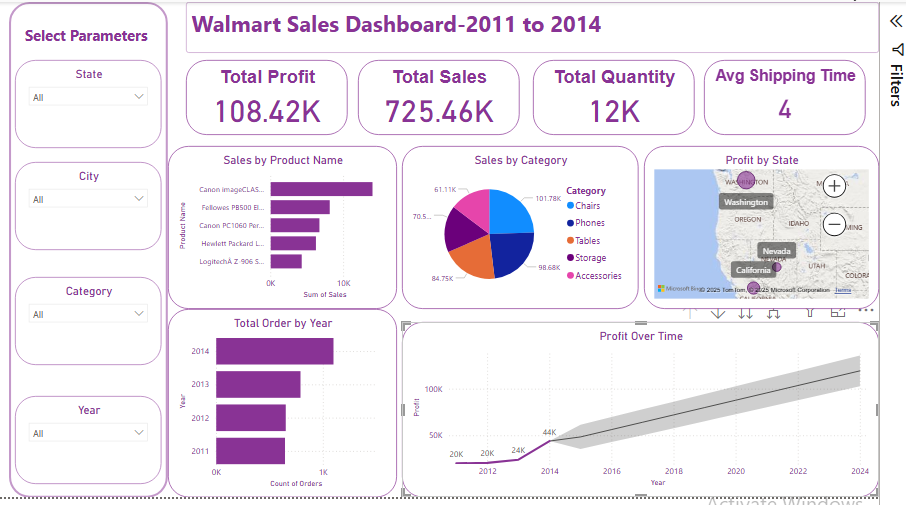 Select Parameters
State
All
City
All
Category
All
Year
All
Walmart Sales Dashboard-2011 to 2014
Total Profit
108.42K
Total Sales
725.46K
Total Quantity
12K
Avg Shipping Time
4
Filters
Sales by Product Name
Product Name
Canon imageCLAS...
Fellowes PB500 El...
Canon PC1060 Per...
Hewlett Packard L...
LogitechÂ Z-906 S...
0K 10K
Sum of Sales
Sales by Category
61.11K
101.78K
70.5...
84.75K
98.68K
Category
Chairs
Phones
Tables
Storage
Accessories
Profit by State
WASHINGTON
Washington
OREGON
IDAHO
MING
Nevada
NEVADA
UTAH
California
COLORA
CALIFORNIA
Microsoft Bing
© 2025 TomTom, © 2025 Microsoft Corporation Terms
Total Order by Year
Year
2014
2013
2012
2011
0K 1K
Count of Orders
Profit Over Time
Profit
100K
50K
20K 20K 24K 44K
2012 2014 2016 2018 2020 2022 2024
Year
Activate Windows